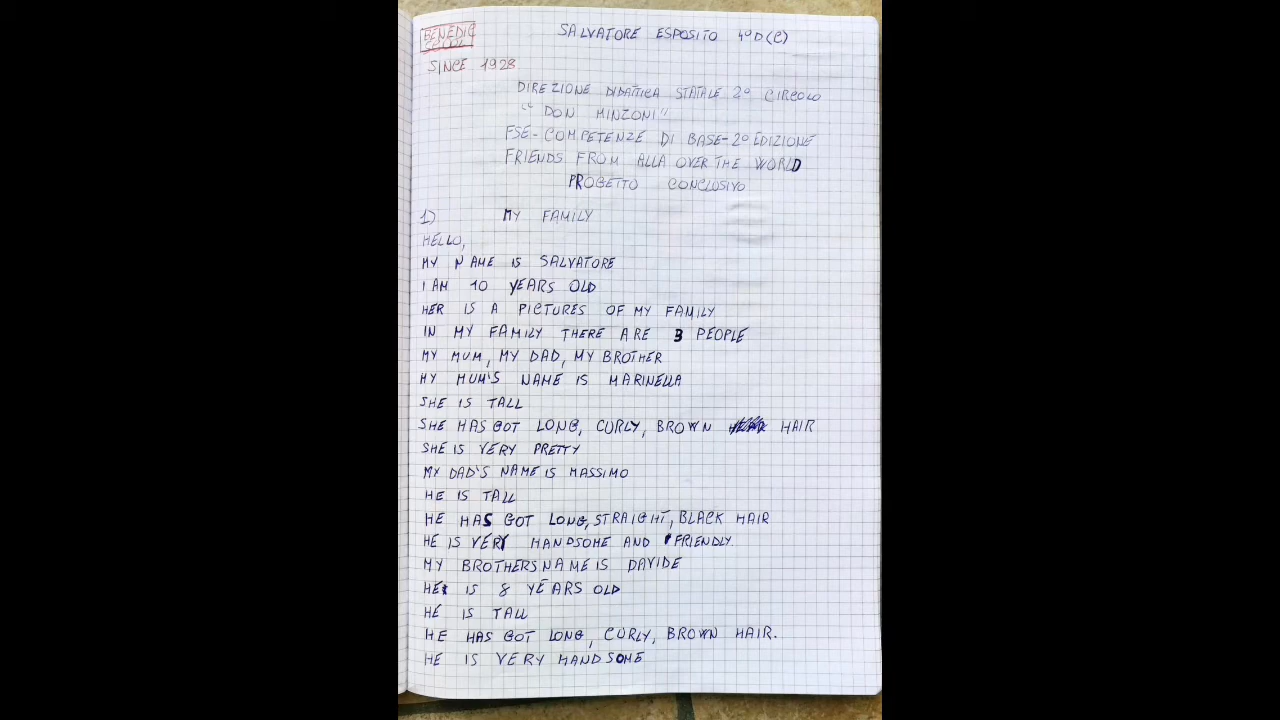 BENEDIC
SCUOL
SINCE 1928
SALVATORE ESPOSITO 4°D(C)
DIREZIONE DIDATTICA STATALE 2° CIRCOLO
"DON MINZONI"
FSE-COMPETENZE DI BASE-2°EDIZIONE
FRIENDS FROM ALLA OVER THE WORLD
PROGETTO CONCLUSIVO
1) MY FAMILY
HELLO,
MY NAME IS SALVATORE
I AM 10 YEARS OLD
HER IS A PICTURES OF MY FAMILY
IN MY FAMILY THERE ARE 3 PEOPLE
MY MUM, MY DAD, MY BROTHER
MY MUM'S NAME IS MARINELLA
SHE IS TALL
SHE HAS GOT LONG, CURLY, BROWN HAIR
SHE IS VERY PRETTY
MY DAD'S NAME IS MASSIMO
HE IS TALL
HE HAS GOT LONG, STRAIGHT, BLACK HAIR
HE IS VERY HANDSOME AND FRIENDLY.
MY BROTHERS NAME IS DAVIDE
HE IS 8 YEARS OLD
HE IS TALL
HE HAS GOT LONG, CURLY, BROWN HAIR.
HE IS VERY HANDSOME